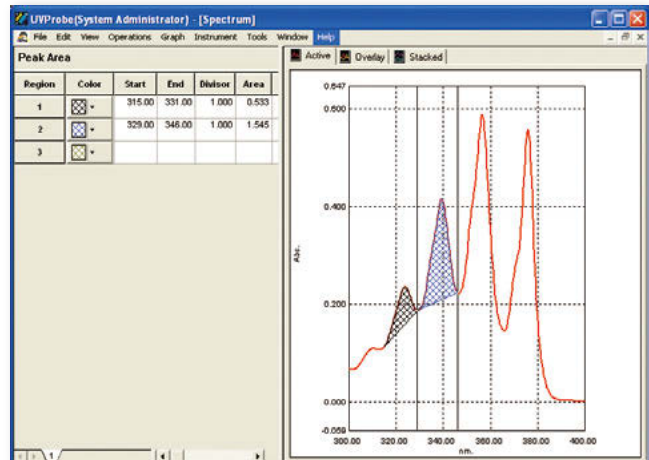 UVProbe(System Administrator) - [Spectrum]
File Edit View Operations Graph Instrument Tools Window Help
Peak Area
Region Color Start End Divisor Area
1 315.00 331.00 1.000 0.533
2 329.00 346.00 1.000 1.545
3
1
Active Overlay Stacked
0.647
0.600
0.400
Abs.
0.200
0.000
-0.059
300.00 320.00 340.00 360.00 380.00 400.00
nm.